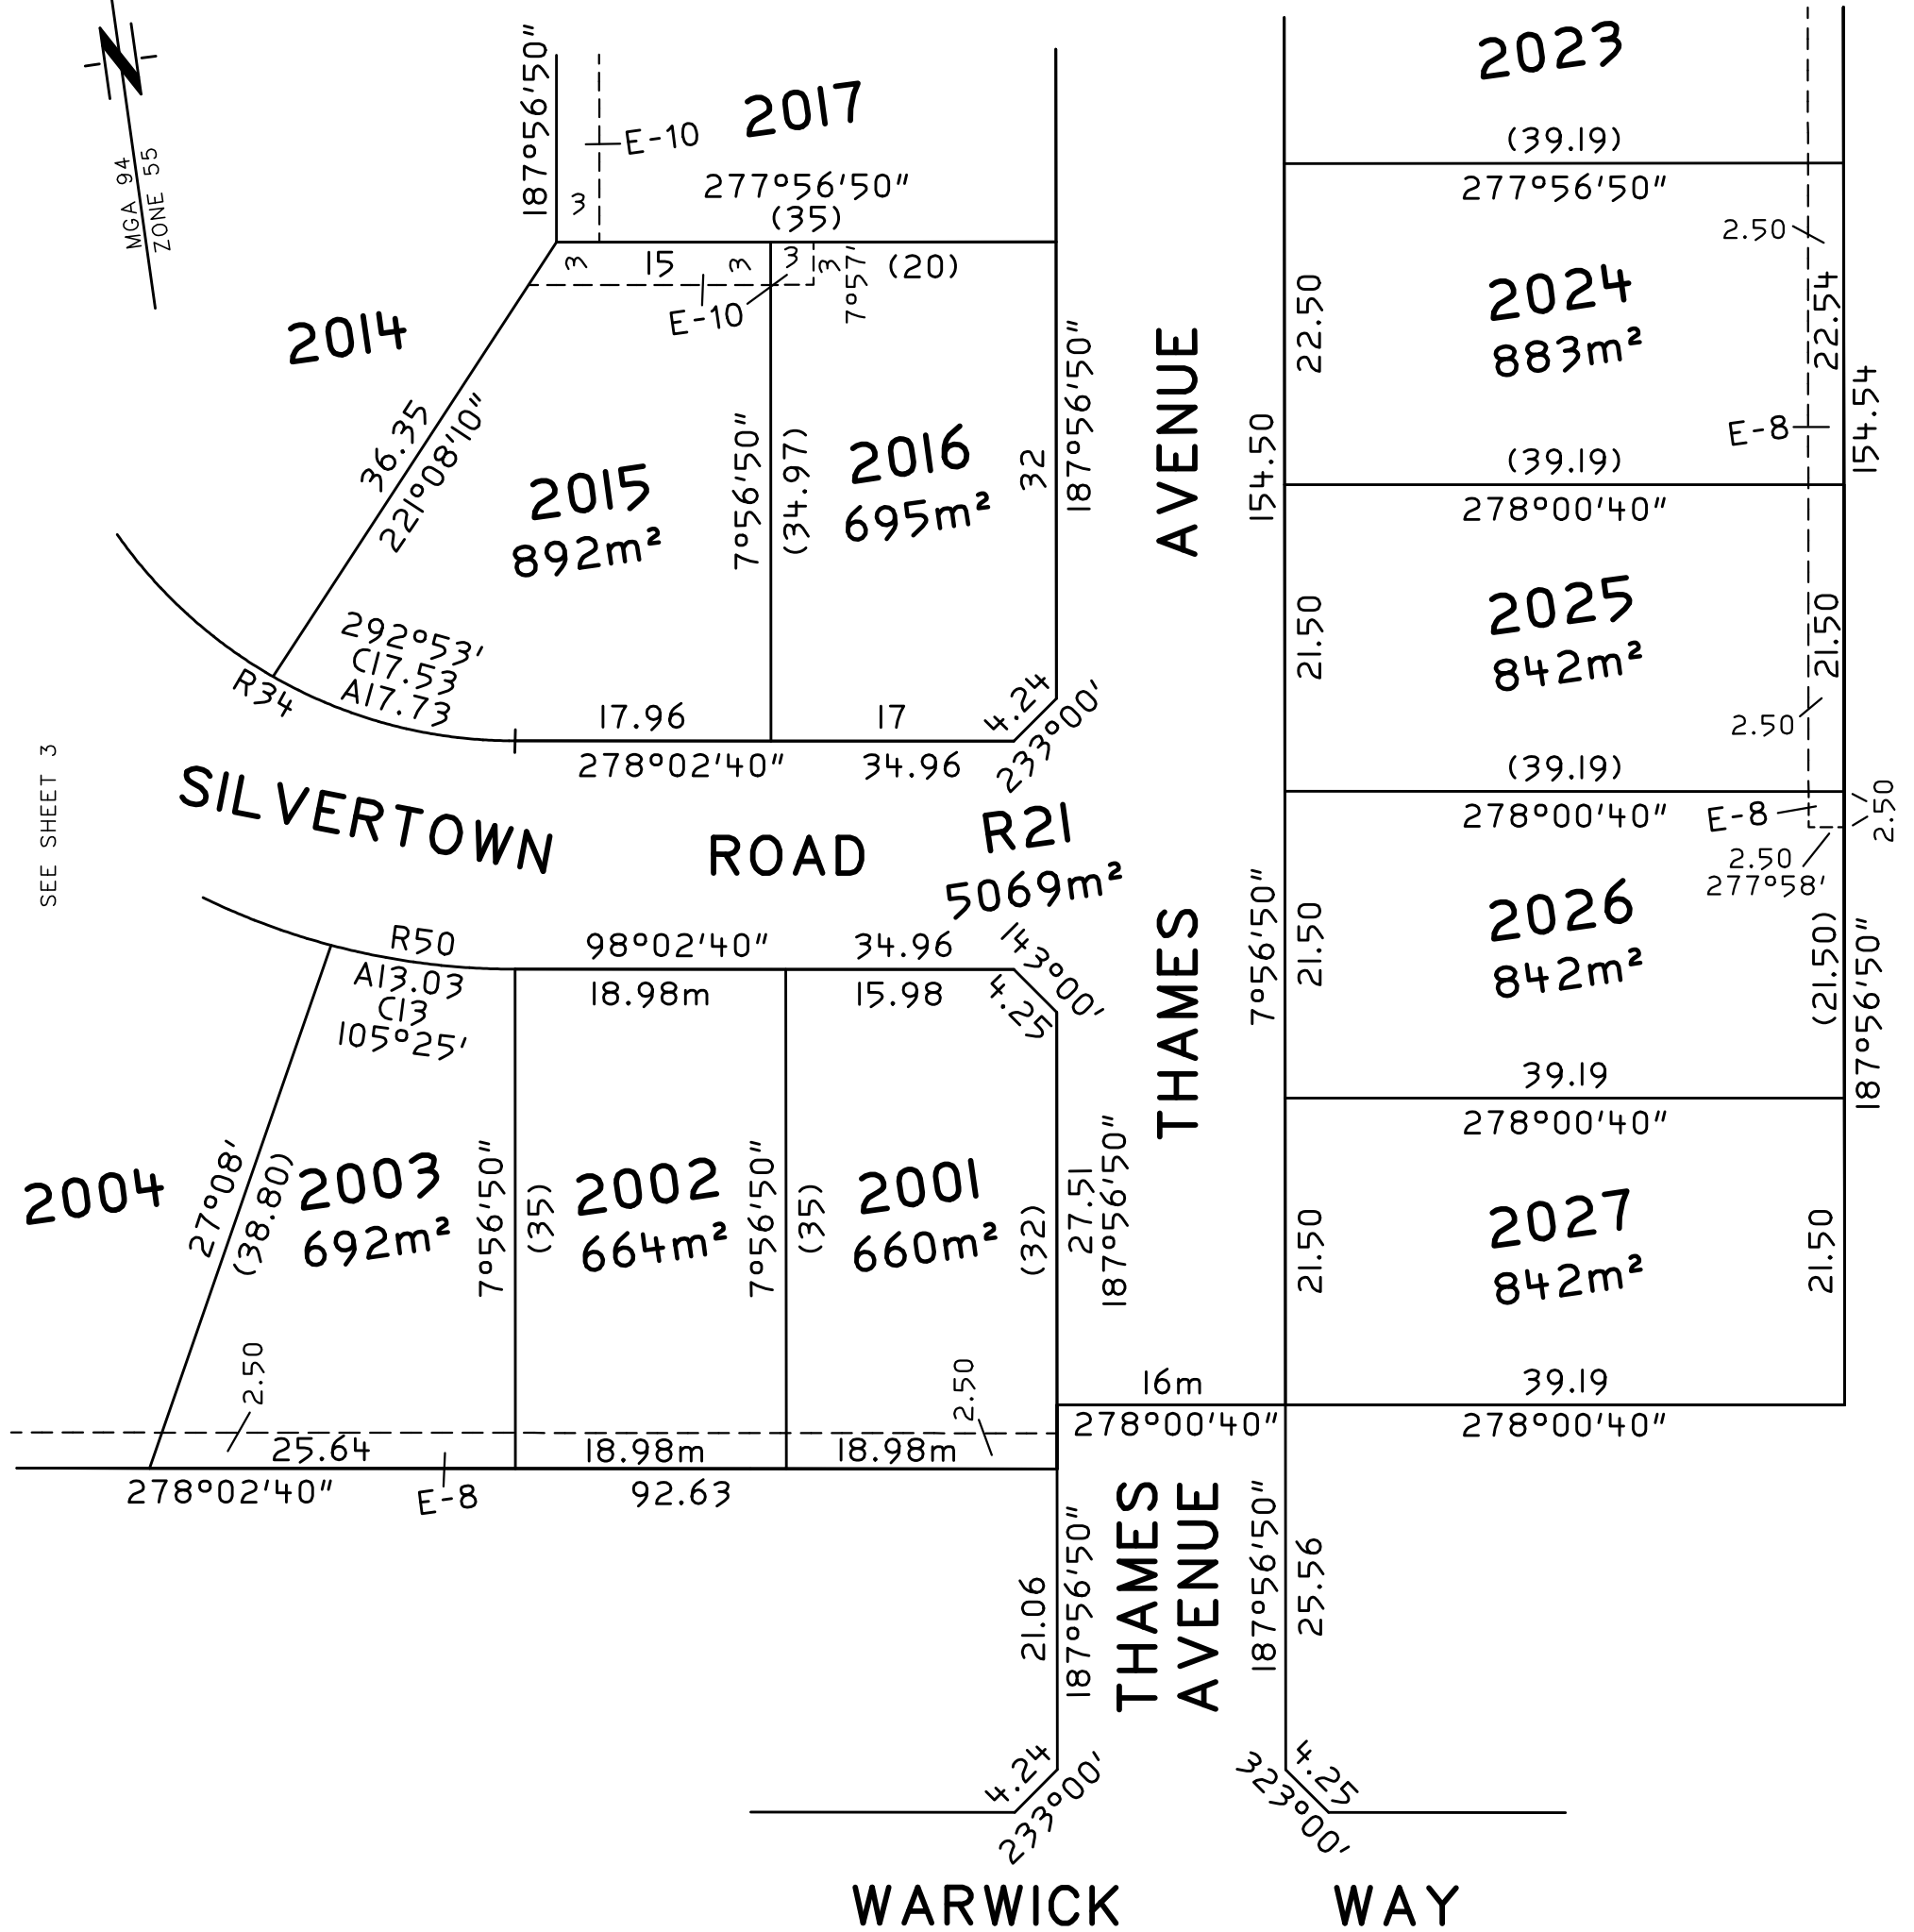 MGA 94
ZONE 55
187°56'50"
E-10
2017
277°56'50"
(35)
3
3
15
3
3
3
7°57'
(20)
E-10
2014
36.35
221°08'10"
2015
892m²
7°56'50"
(34.97)
2016
695m²
32
187°56'50"
292°53'
C17.53
A17.73
R34
17.96
17
4.24
233°00'
278°02'40"
34.96
2023
(39.19)
277°56'50"
2.50
22.50
2024
883m²
22.54
E-8
154.54
154.50
(39.19)
278°00'40"
21.50
2025
842m²
21.50
2.50
(39.19)
278°00'40"
E-8
2.50
2.50
277°58'
7°56'50"
21.50
2026
842m²
(21.50)
187°56'50"
39.19
278°00'40"
21.50
2027
842m²
21.50
39.19
278°00'40"
THAMES AVENUE
SEE SHEET 3
SILVERTOWN ROAD
R21
5069m²
R50
A13.03
C13
105°25'
98°02'40"
34.96
143°00'
4.25
18.98m
15.98
2004
27°08'
(38.80)
2003
692m²
7°56'50"
(35)
2002
664m²
7°56'50"
(35)
2001
660m²
(32)
27.51
187°56'50"
2.50
2.50
25.64
18.98m
18.98m
278°02'40"
E-8
92.63
16m
278°00'40"
21.06
187°56'50"
THAMES
AVENUE
187°56'50"
25.56
4.24
233°00'
4.25
323°00'
WARWICK WAY